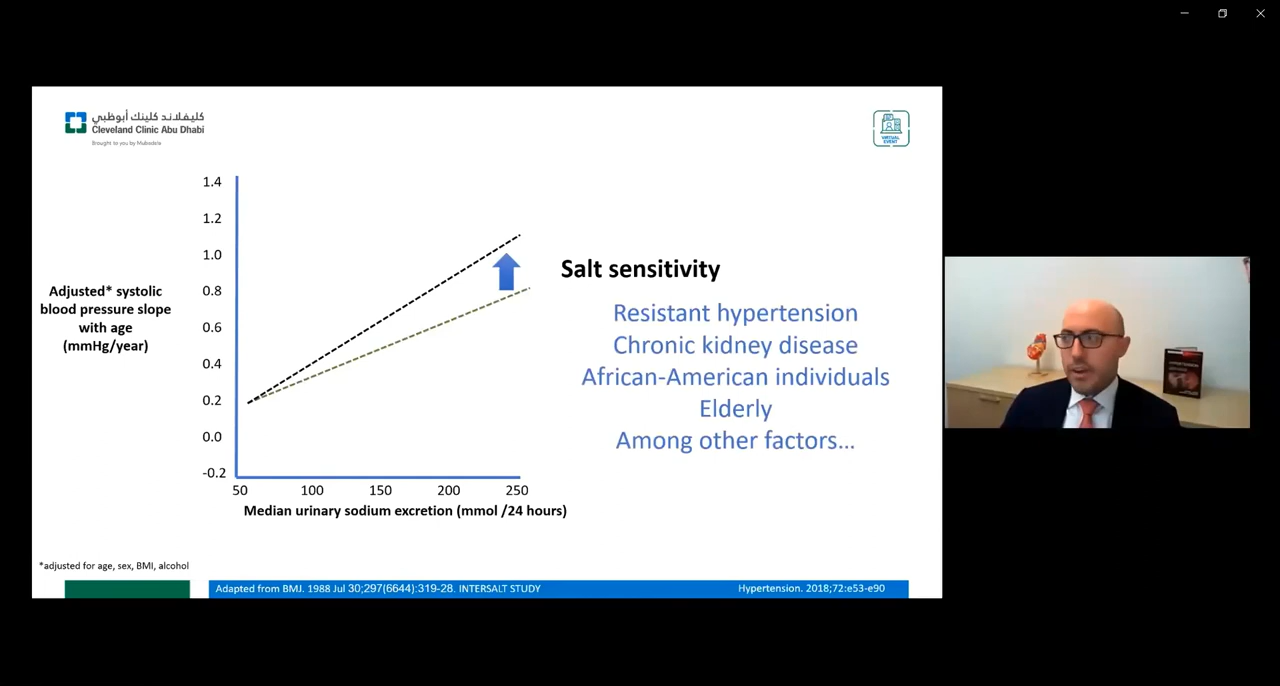 كليفلاند كلينك أبوظبي
Cleveland Clinic Abu Dhabi
Brought to you by Mubadala
VIRTUAL
EVENT
1.4
1.2
1.0
0.8
0.6
0.4
0.2
0.0
-0.2
Adjusted* systolic
blood pressure slope
with age
(mmHg/year)
50 100 150 200 250
Median urinary sodium excretion (mmol /24 hours)
Salt sensitivity
Resistant hypertension
Chronic kidney disease
African-American individuals
Elderly
Among other factors...
*adjusted for age, sex, BMI, alcohol
Adapted from BMJ. 1988 Jul 30;297(6644):319-28. INTERSALT STUDY
Hypertension. 2018;72:e53-e90